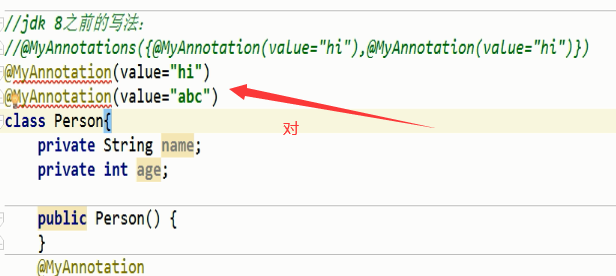 //jdk 8之前的写法:
//@MyAnnotations({@MyAnnotation(value="hi"),@MyAnnotation(value="hi")})
@MyAnnotation(value="hi")
@MyAnnotation(value="abc")
class Person{
对
private String name;
private int age;
public Person() {
}
@MyAnnotation